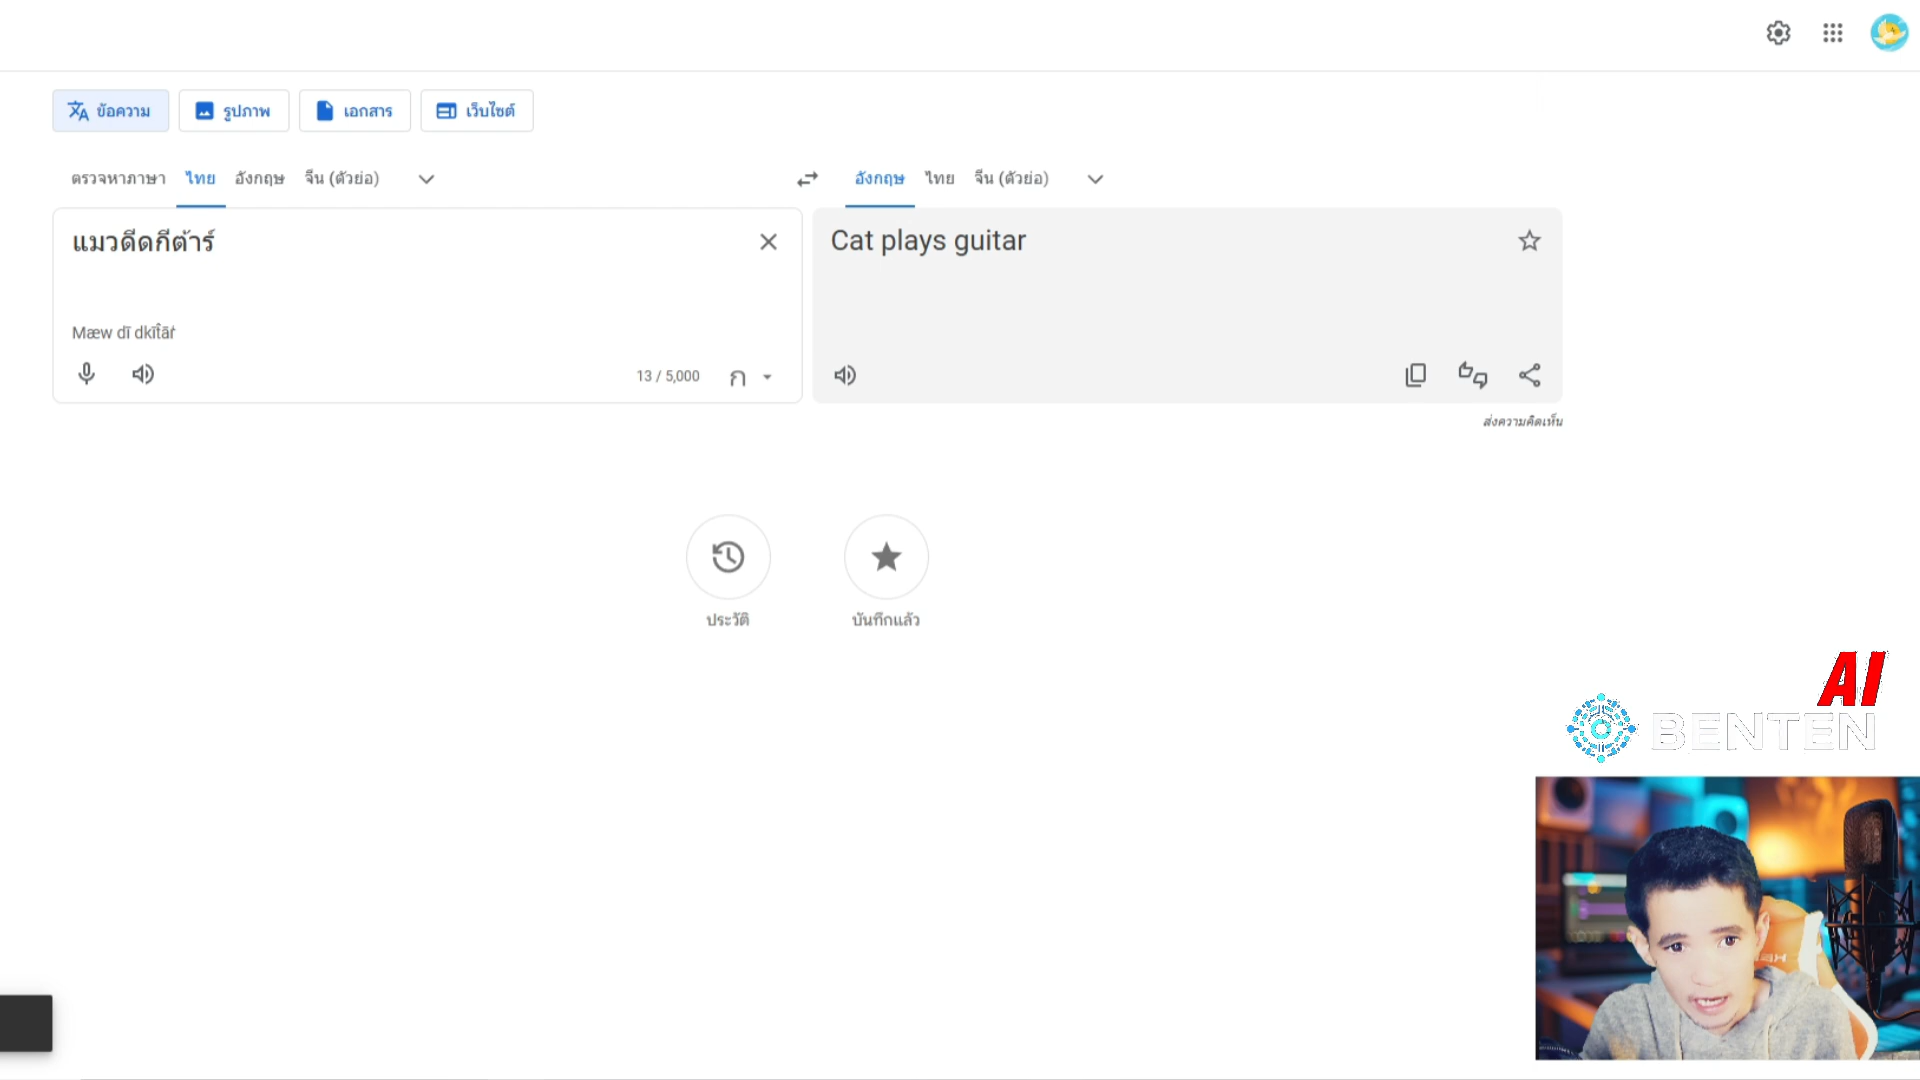 ข้อความ
รูปภาพ
เอกสาร
เว็บไซต์
ตรวจหาภาษา ไทย อังกฤษ จีน (ตัวย่อ)
อังกฤษ ไทย จีน (ตัวย่อ)
แมวดีดกีต้าร์
Mæw dī dkīt̂ār̒
13 / 5,000
ก
Cat plays guitar
ส่งความคิดเห็น
ประวัติ
บันทึกแล้ว
AI
BENTEN